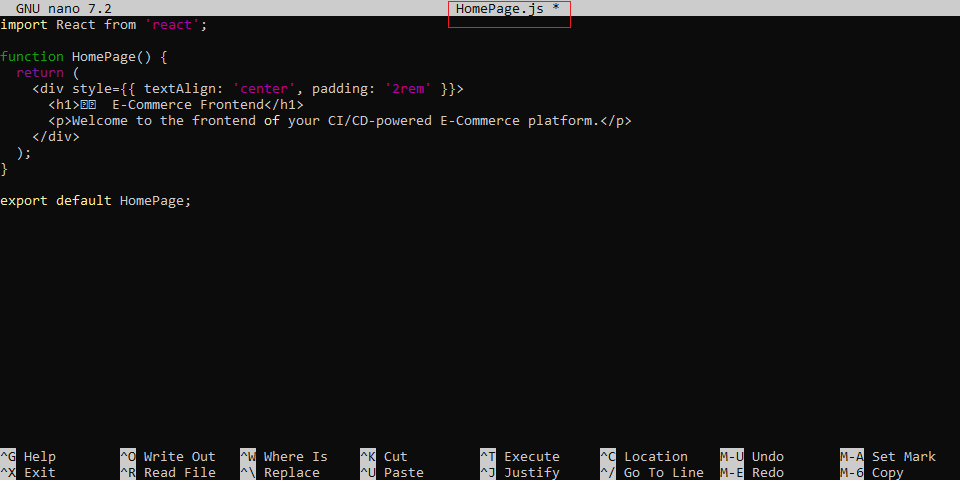 GNU nano 7.2 HomePage.js *
import React from 'react';
function HomePage() {
return (
<div style={{ textAlign: 'center', padding: '2rem' }}>
<h1> E-Commerce Frontend</h1>
<p>Welcome to the frontend of your CI/CD-powered E-Commerce platform.</p>
</div>
);
}
export default HomePage;
^G Help ^O Write Out ^W Where Is ^K Cut ^T Execute ^C Location M-U Undo M-A Set Mark
^X Exit ^R Read File ^\ Replace ^U Paste ^J Justify ^/ Go To Line M-E Redo M-6 Copy